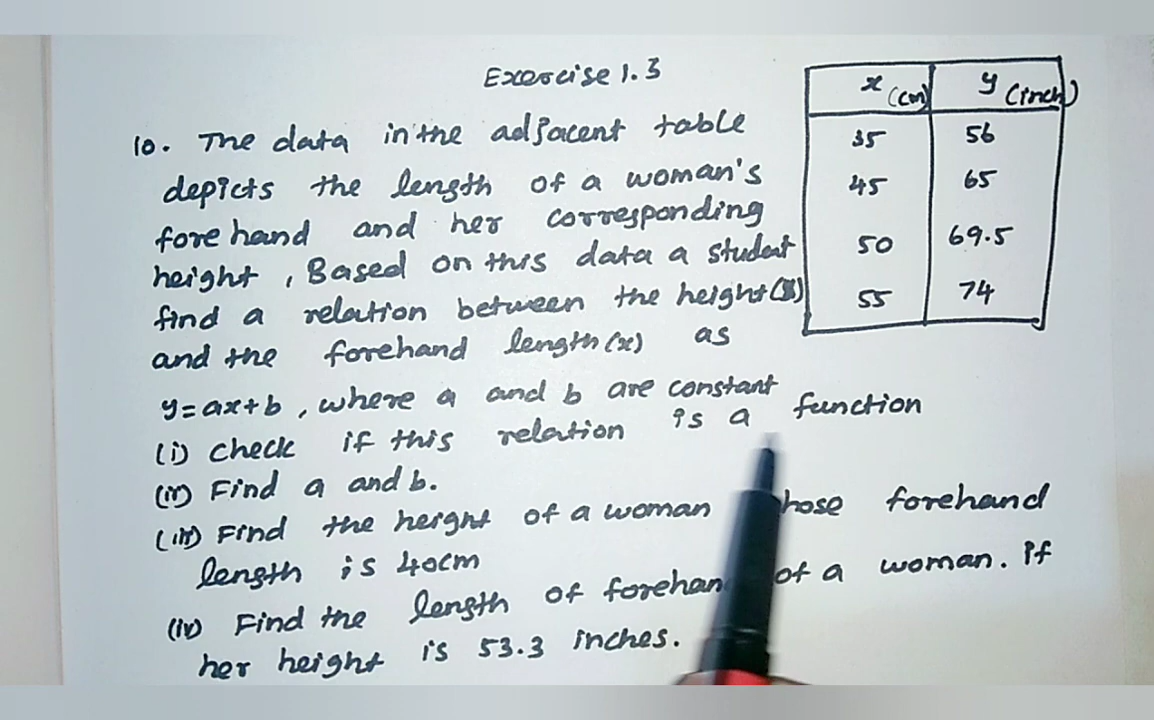 Exercise 1.3
x (cm) y (inch)
35 56
45 65
50 69.5
55 74
10. The data in the adjacent table
depicts the length of a woman's
fore hand and her corresponding
height, Based on this data a student
find a relation between the height
and the forehand length (x) as
y = ax + b, where a and b are constant
(i) check if this relation is a function
(ii) Find a and b.
(iii) Find the height of a woman forehand
length is 40cm
(iv) Find the length of of a woman. If
her height is 53.3 inches.